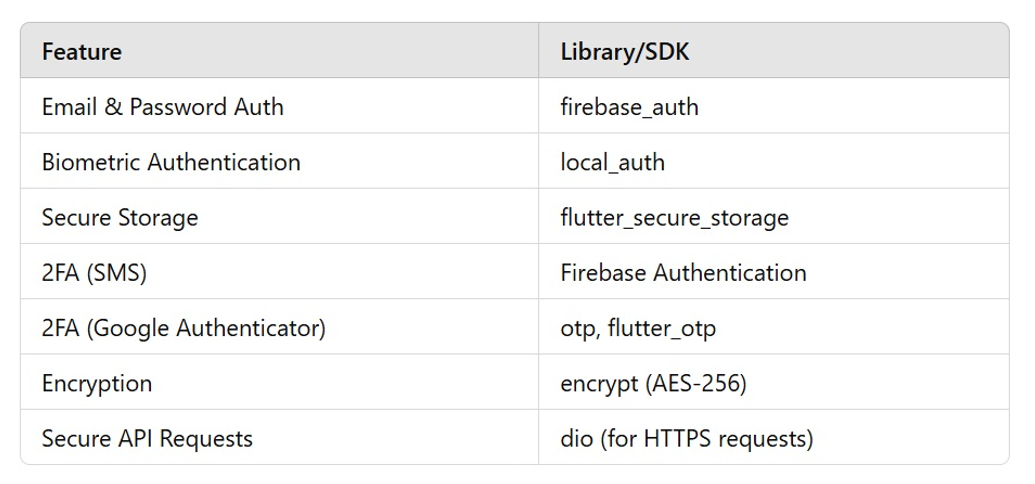 Feature Library/SDK
Email & Password Auth firebase_auth
Biometric Authentication local_auth
Secure Storage flutter_secure_storage
2FA (SMS) Firebase Authentication
2FA (Google Authenticator) otp, flutter_otp
Encryption encrypt (AES-256)
Secure API Requests dio (for HTTPS requests)